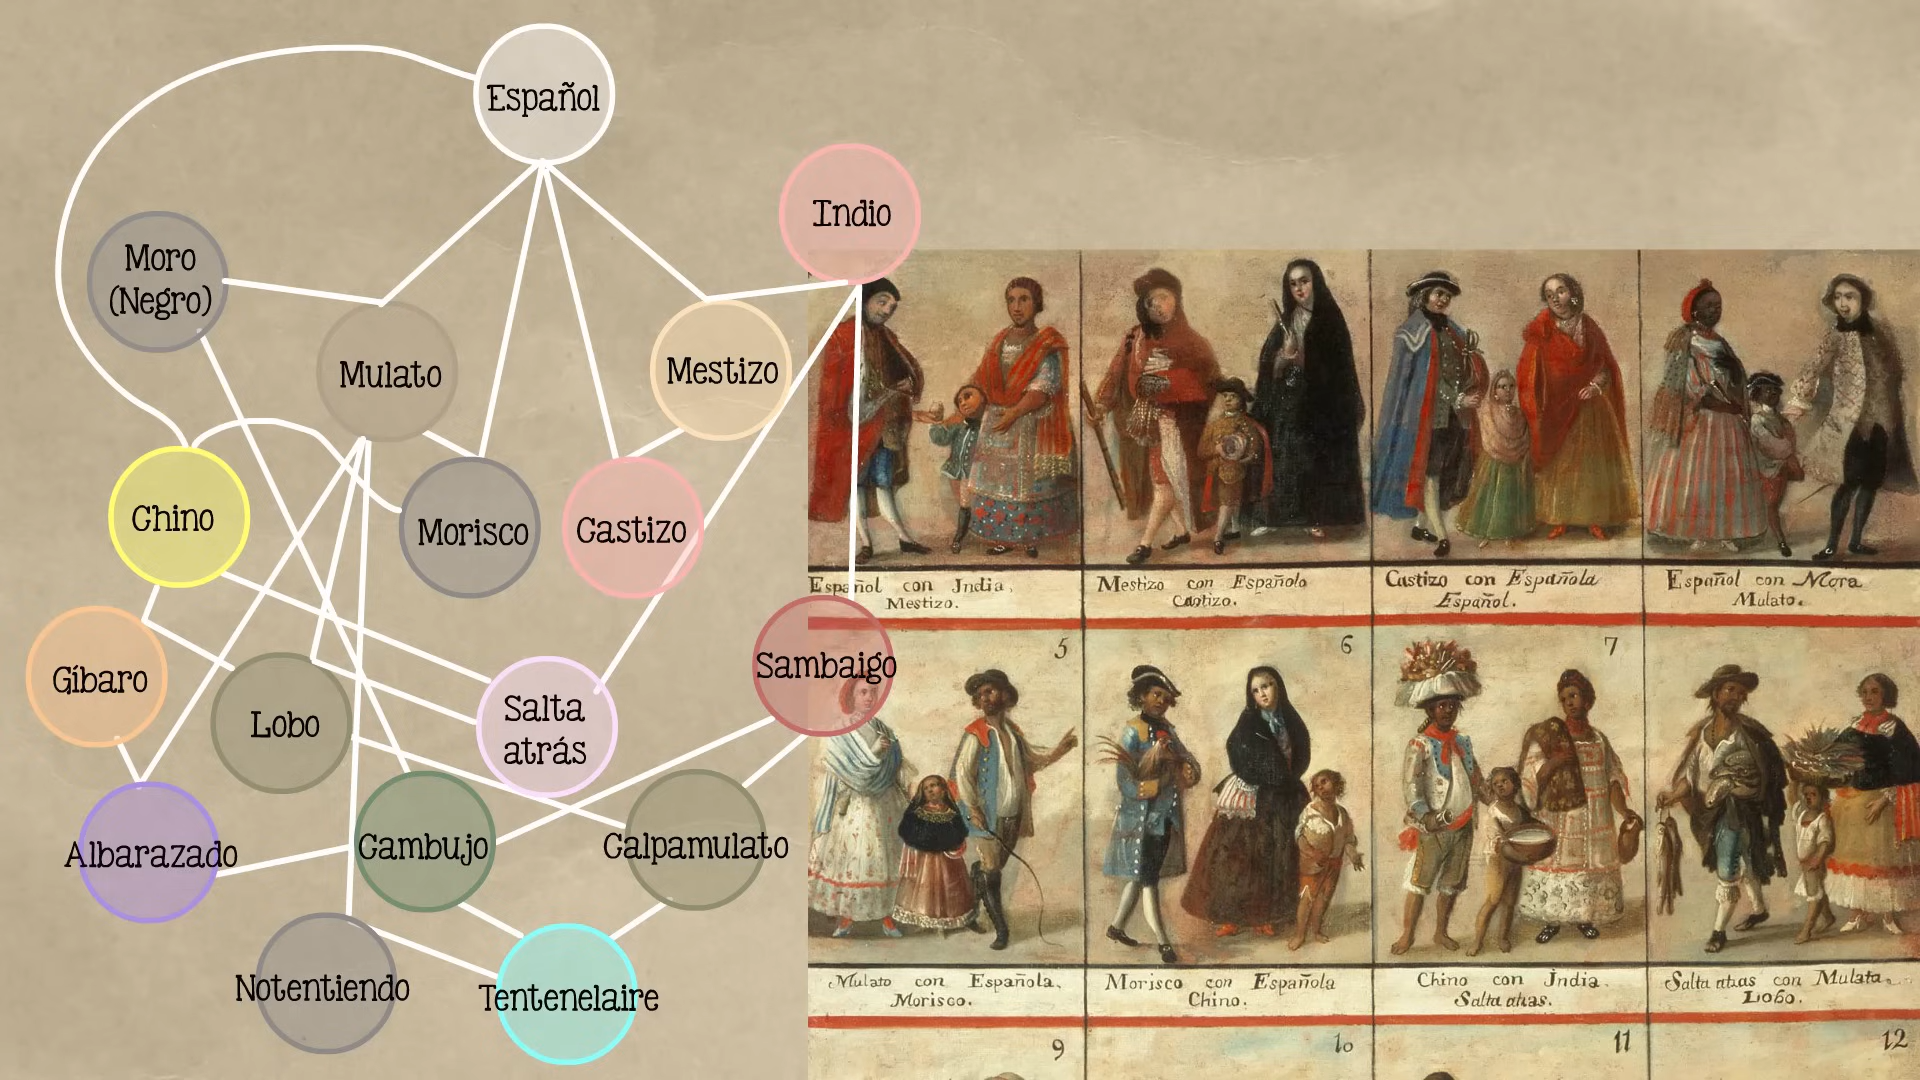 Español
Indio
Moro
(Negro)
Mulato
Mestizo
Chino
Morisco
Castizo
Gíbaro
Lobo
Salta
atrás
Sambaigo
Albarazado
Cambujo
Calpamulato
Notentiendo
Tentenelaire
Español con India,
Mestizo.
Mestizo con Española
Castizo.
Castizo con Española
Español.
Español con Mora
Mulato.
5
6
7
Mulato con Española,
Morisco.
Morisco con Española
Chino.
Chino con India.
Salta atras.
Salta atras con Mulata.
Lobo.
9
10
11
12